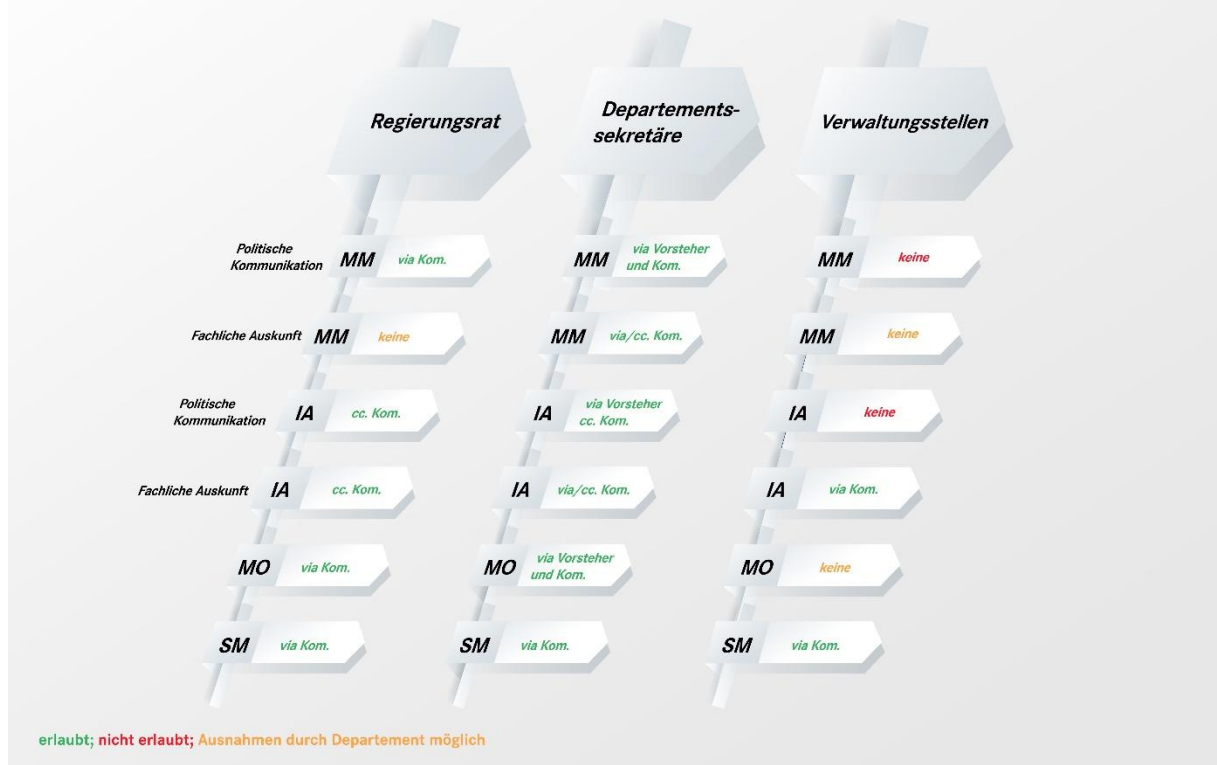 Regierungsrat
Departements-
sekretäre
Verwaltungsstellen
Politische
Kommunikation
MM
via Kom.
MM
via Vorsteher
und Kom.
MM
keine
Fachliche Auskunft
MM
keine
MM
via/cc. Kom.
MM
keine
Politische
Kommunikation
IA
cc. Kom.
IA
via Vorsteher
cc. Kom.
IA
keine
Fachliche Auskunft
IA
cc. Kom.
IA
via/cc. Kom.
IA
via Kom.
MO
via Kom.
MO
via Vorsteher
und Kom.
MO
keine
SM
via Kom.
SM
via Kom.
SM
via Kom.
erlaubt; nicht erlaubt; Ausnahmen durch Departement möglich